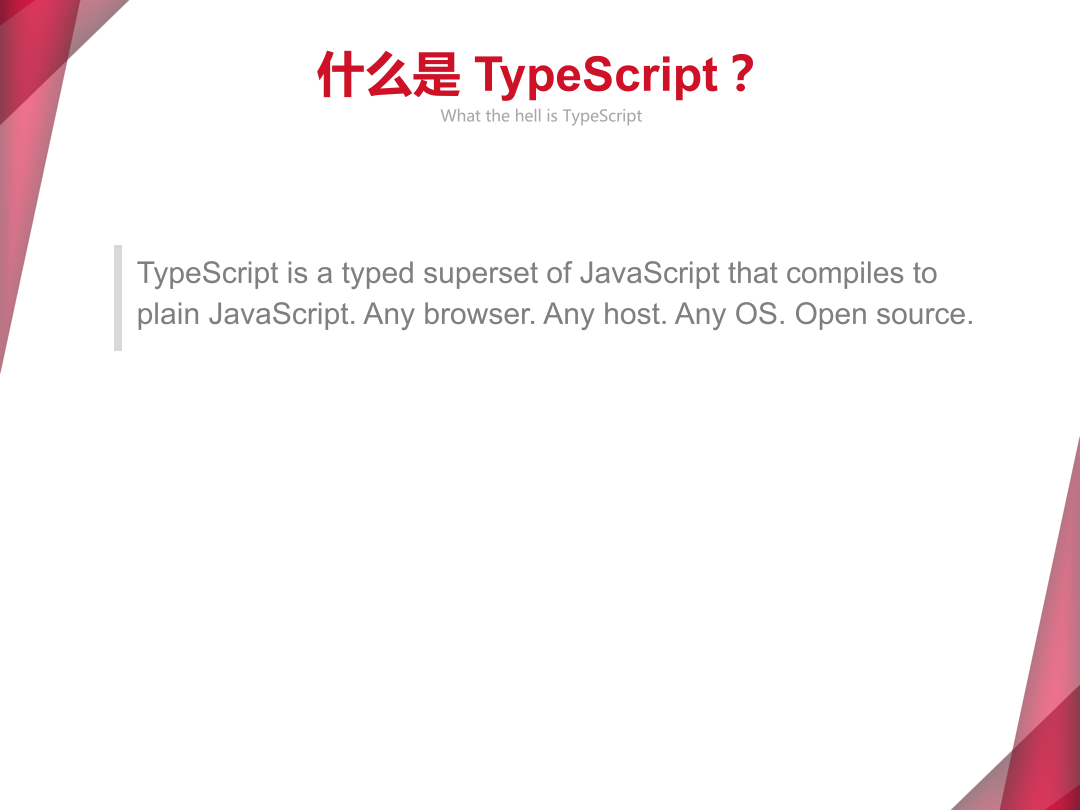 什么是 TypeScript？
What the hell is TypeScript
TypeScript is a typed superset of JavaScript that compiles to
plain JavaScript. Any browser. Any host. Any OS. Open source.